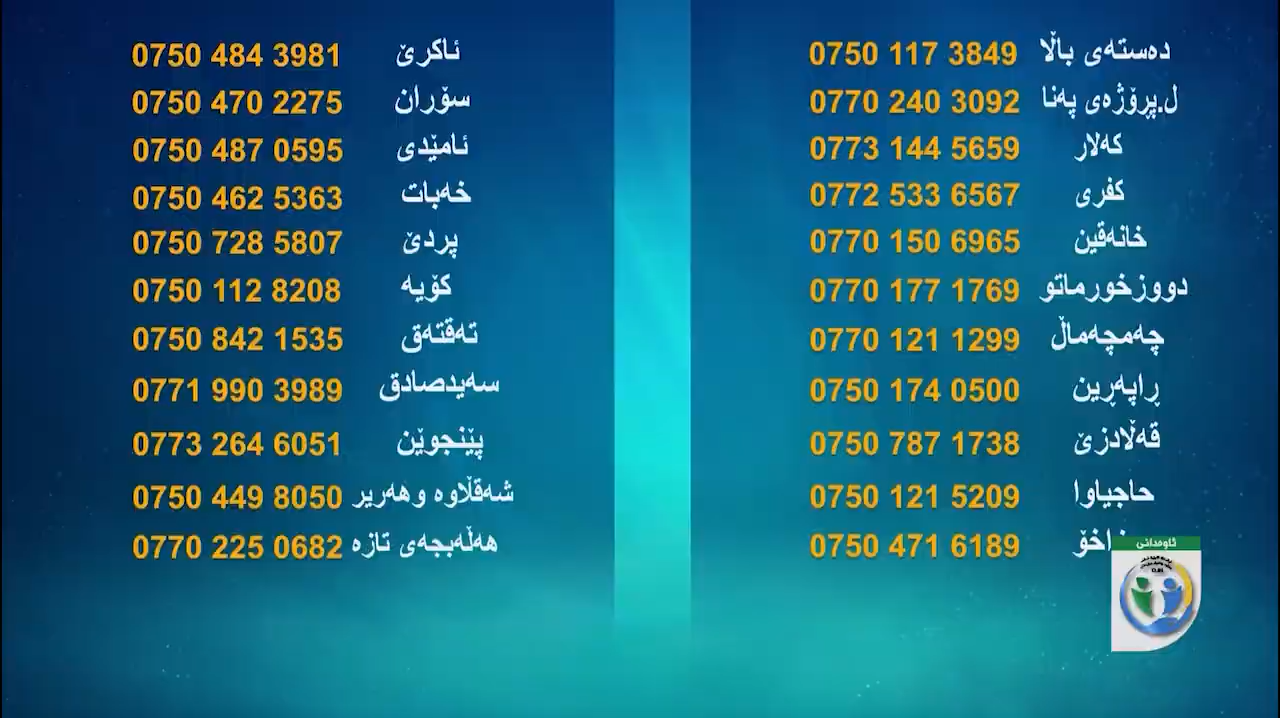 دەستەی باڵا 0750 117 3849
ل.پرۆژەی پەنا 0770 240 3092
کەلار 0773 144 5659
کفری 0772 533 6567
خانەقین 0770 150 6965
دووزخورماتو 0770 177 1769
چەمچەماڵ 0770 121 1299
ڕاپەڕین 0750 174 0500
قەڵادزێ 0750 787 1738
حاجیاوا 0750 121 5209
زاخۆ 0750 471 6189
ئاکرێ 0750 484 3981
سۆران 0750 470 2275
ئامێدی 0750 487 0595
خەبات 0750 462 5363
پردێ 0750 728 5807
کۆیە 0750 112 8208
تەقتەق 0750 842 1535
سەیدصادق 0771 990 3989
پێنجوێن 0773 264 6051
شەقڵاوە وهەریر 0750 449 8050
هەڵەبجەی تازە 0770 225 0682
ئاوەدانی